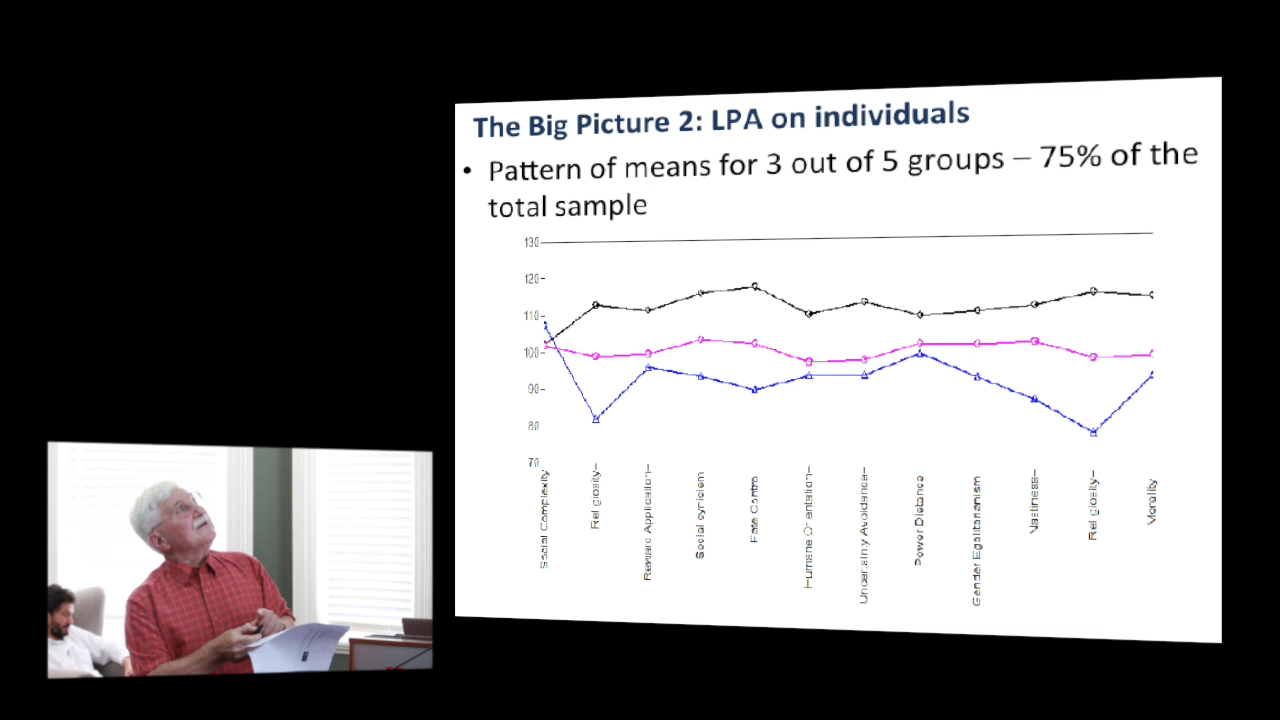 The Big Picture 2: LPA on individuals
• Pattern of means for 3 out of 5 groups – 75% of the
total sample
130
120
110
100
90
80
70
Social Complexity
Religiosity
Reward Application
Social cynicism
Fate Control
Humane Orientation
Uncertainty Avoidance
Power Distance
Gender Egalitarianism
Nastiness
Religiosity
Morality